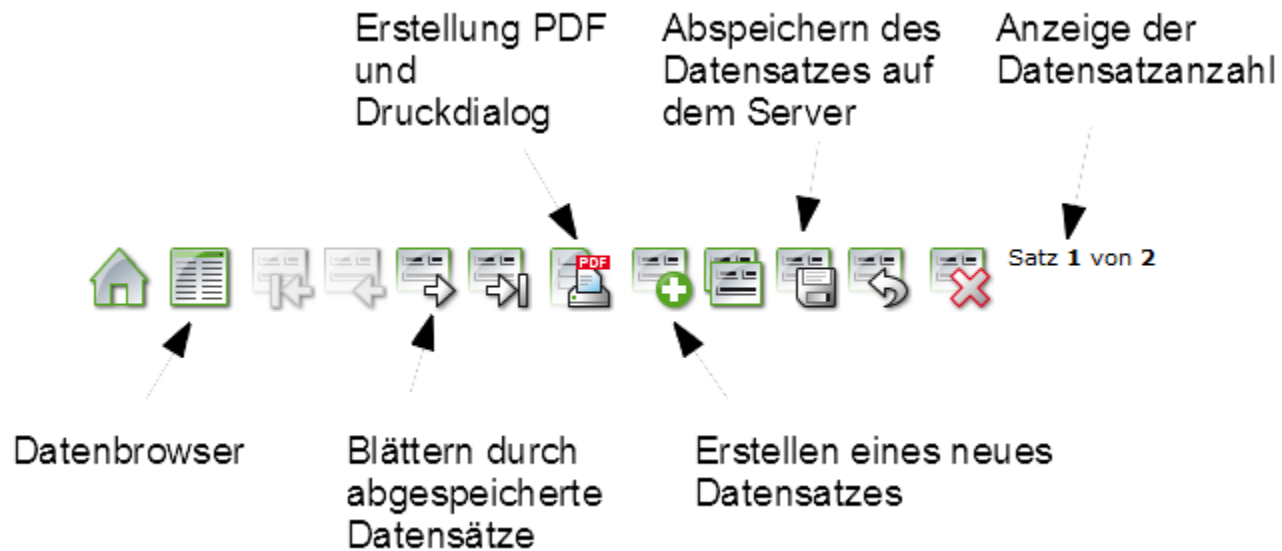 Erstellung PDF
und
Druckdialog
Abspeichern des
Datensatzes auf
dem Server
Anzeige der
Datensatzanzahl
PDF
Satz 1 von 2
Datenbrowser
Blättern durch
abgespeicherte
Datensätze
Erstellen eines neues
Datensatzes